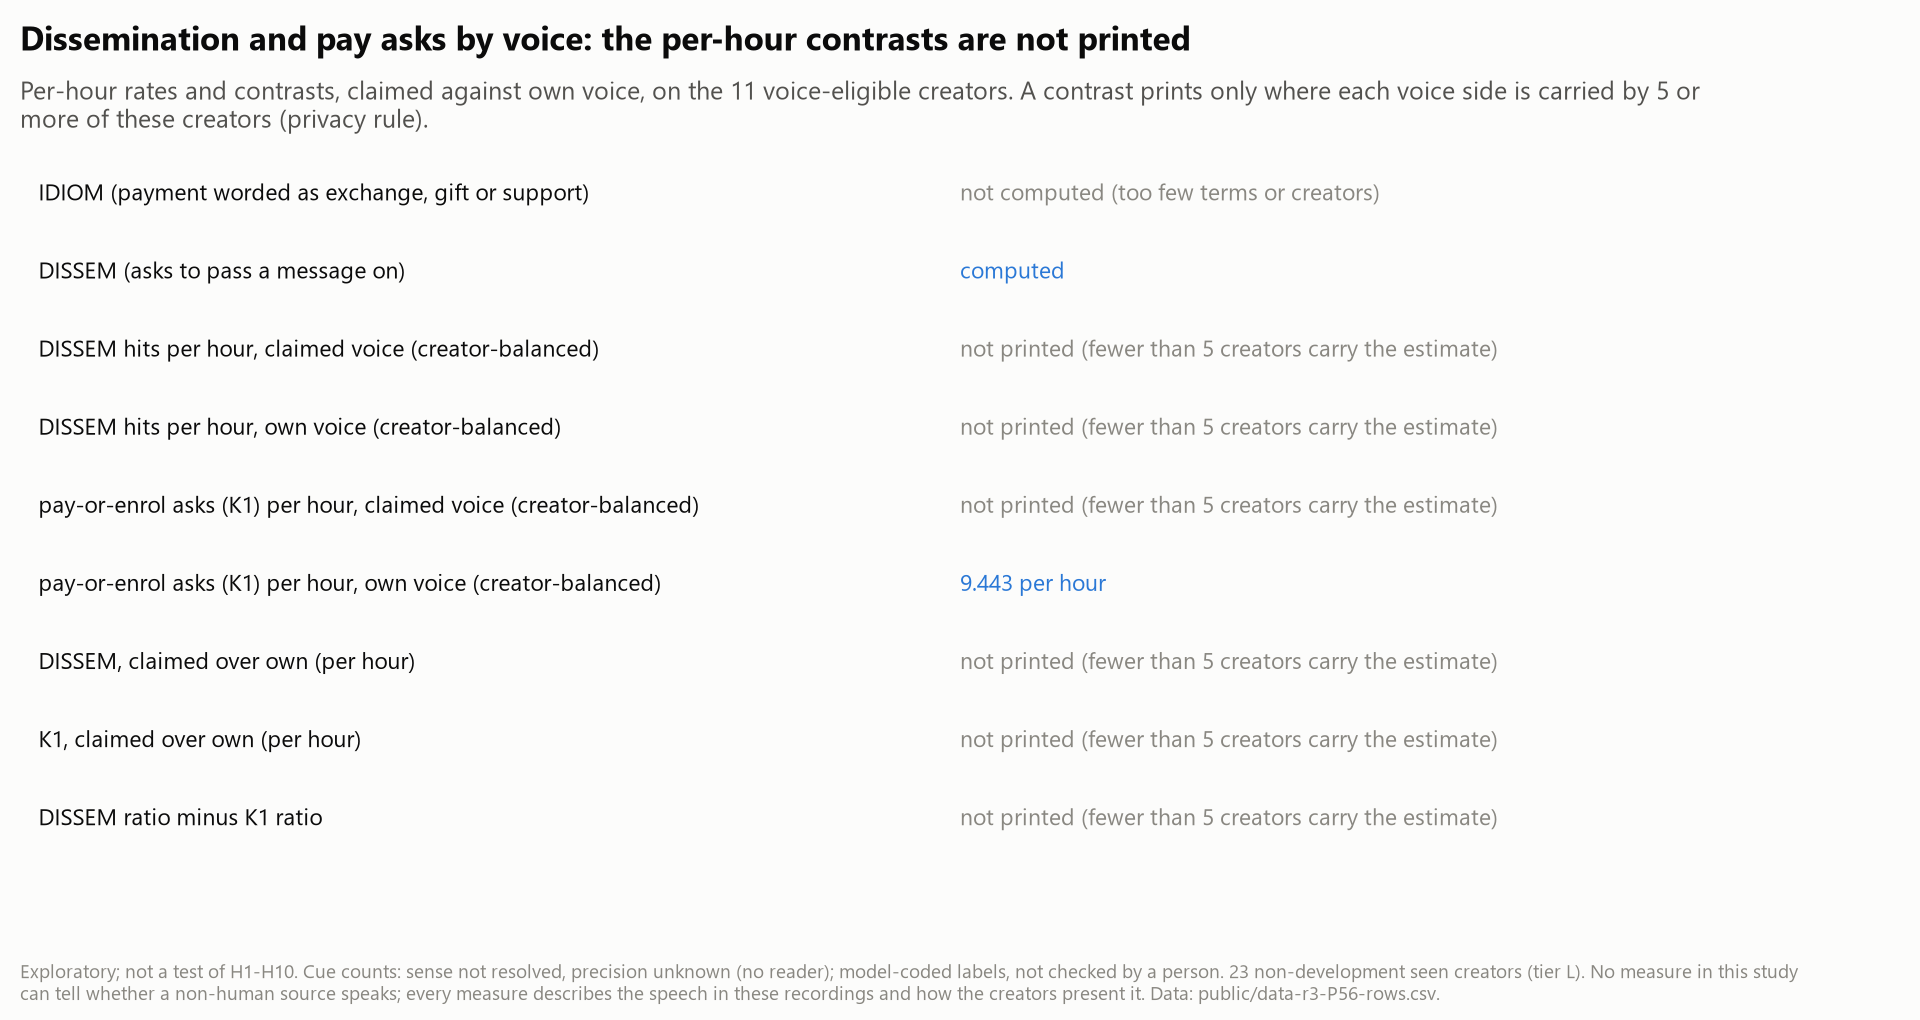 Dissemination and pay asks by voice: the per-hour contrasts are not printed
Per-hour rates and contrasts, claimed against own voice, on the 11 voice-eligible creators. A contrast prints only where each voice side is carried by 5 or
more of these creators (privacy rule).
IDIOM (payment worded as exchange, gift or support) not computed (too few terms or creators)
DISSEM (asks to pass a message on) computed
DISSEM hits per hour, claimed voice (creator-balanced) not printed (fewer than 5 creators carry the estimate)
DISSEM hits per hour, own voice (creator-balanced) not printed (fewer than 5 creators carry the estimate)
pay-or-enrol asks (K1) per hour, claimed voice (creator-balanced) not printed (fewer than 5 creators carry the estimate)
pay-or-enrol asks (K1) per hour, own voice (creator-balanced) 9.443 per hour
DISSEM, claimed over own (per hour) not printed (fewer than 5 creators carry the estimate)
K1, claimed over own (per hour) not printed (fewer than 5 creators carry the estimate)
DISSEM ratio minus K1 ratio not printed (fewer than 5 creators carry the estimate)
Exploratory; not a test of H1-H10. Cue counts: sense not resolved, precision unknown (no reader); model-coded labels, not checked by a person. 23 non-development seen creators (tier L). No measure in this study
can tell whether a non-human source speaks; every measure describes the speech in these recordings and how the creators present it. Data: public/data-r3-P56-rows.csv.